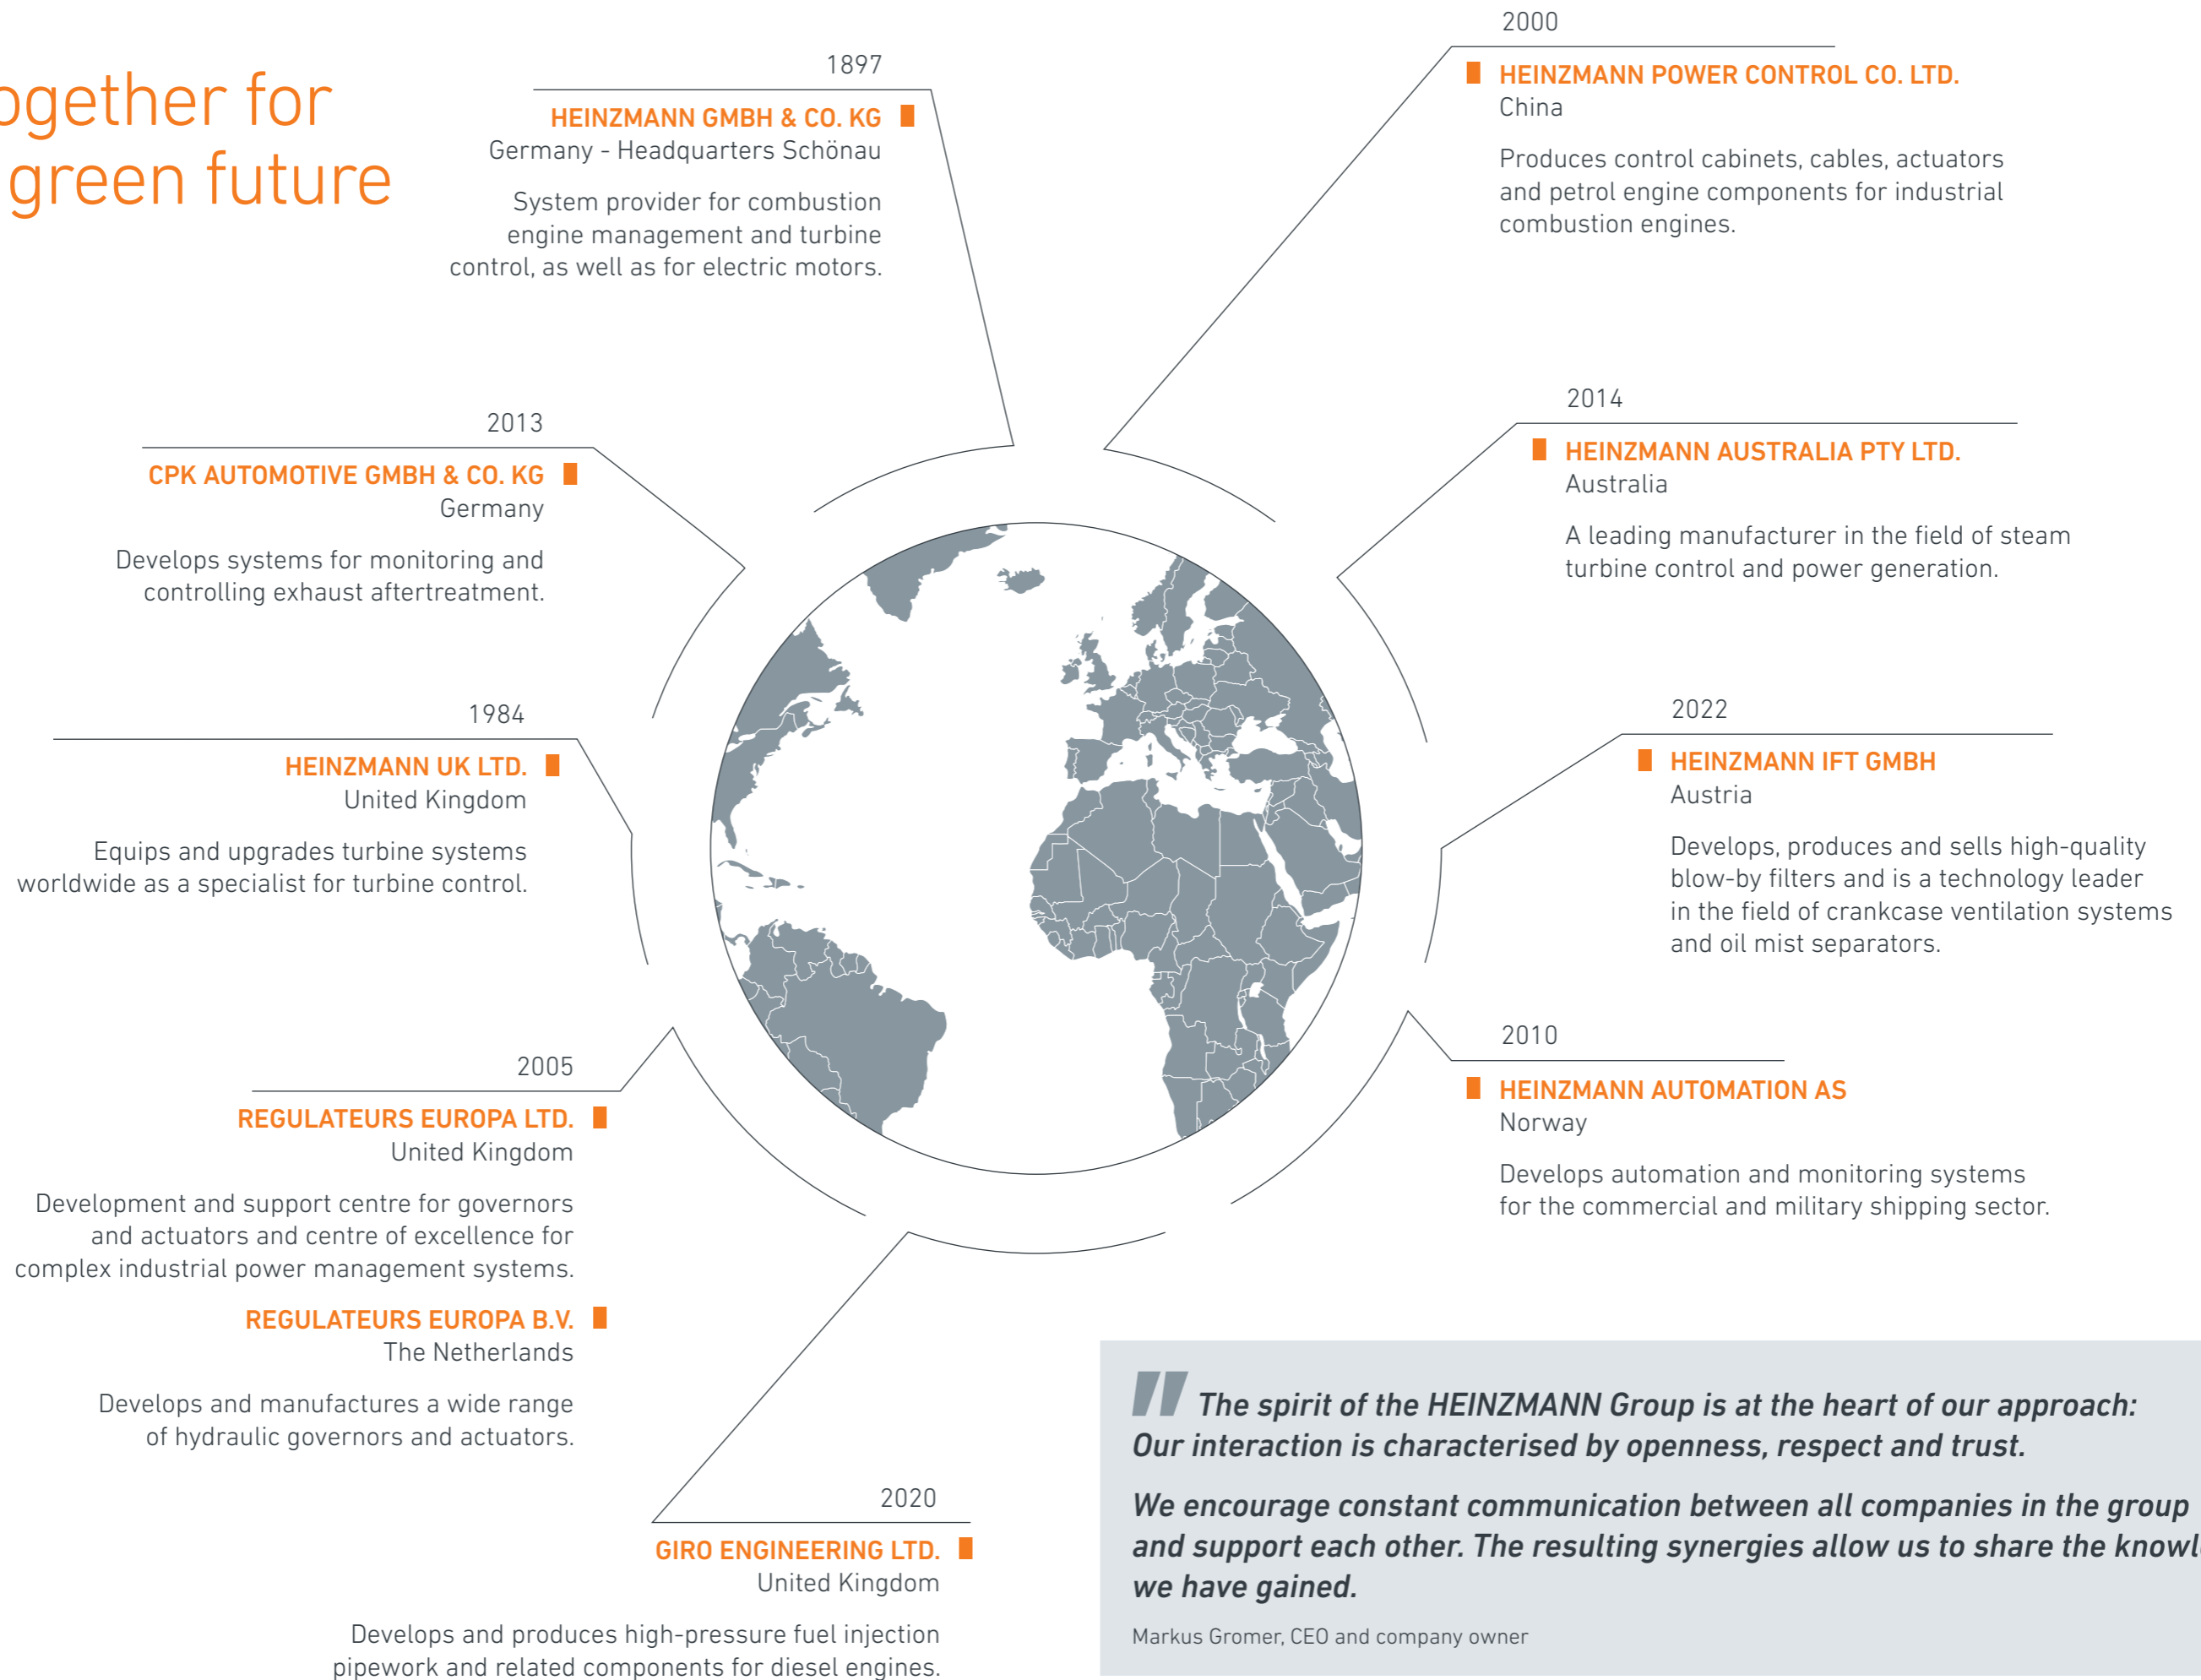 ogether for
green future
1897
HEINZMANN GMBH & CO. KG
Germany - Headquarters Schönau
System provider for combustion
engine management and turbine
control, as well as for electric motors.
2013
CPK AUTOMOTIVE GMBH & CO. KG
Germany
Develops systems for monitoring and
controlling exhaust aftertreatment.
1984
HEINZMANN UK LTD.
United Kingdom
Equips and upgrades turbine systems
worldwide as a specialist for turbine control.
2005
REGULATEURS EUROPA LTD.
United Kingdom
Development and support centre for governors
and actuators and centre of excellence for
complex industrial power management systems.
REGULATEURS EUROPA B.V.
The Netherlands
Develops and manufactures a wide range
of hydraulic governors and actuators.
2020
GIRO ENGINEERING LTD.
United Kingdom
Develops and produces high-pressure fuel injection
pipework and related components for diesel engines.
2000
HEINZMANN POWER CONTROL CO. LTD.
China
Produces control cabinets, cables, actuators
and petrol engine components for industrial
combustion engines.
2014
HEINZMANN AUSTRALIA PTY LTD.
Australia
A leading manufacturer in the field of steam
turbine control and power generation.
2022
HEINZMANN IFT GMBH
Austria
Develops, produces and sells high-quality
blow-by filters and is a technology leader
in the field of crankcase ventilation systems
and oil mist separators.
2010
HEINZMANN AUTOMATION AS
Norway
Develops automation and monitoring systems
for the commercial and military shipping sector.
" The spirit of the HEINZMANN Group is at the heart of our approach:
Our interaction is characterised by openness, respect and trust.
We encourage constant communication between all companies in the group
and support each other. The resulting synergies allow us to share the knowl
we have gained.
Markus Gromer, CEO and company owner